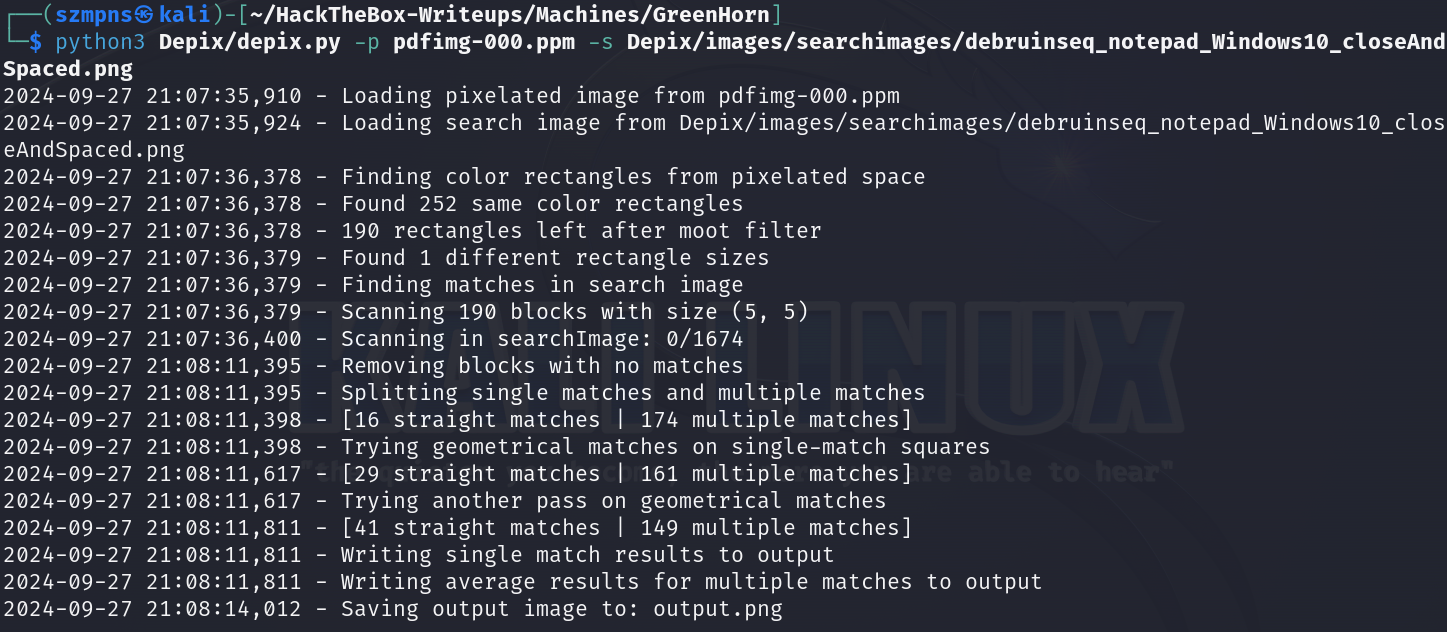 ┌──(szmpns㉿kali)-[~/HackTheBox-Writeups/Machines/GreenHorn]
└─$ python3 Depix/depix.py -p pdfimg-000.ppm -s Depix/images/searchimages/debruinseq_notepad_Windows10_closeAnd
Spaced.png
2024-09-27 21:07:35,910 - Loading pixelated image from pdfimg-000.ppm
2024-09-27 21:07:35,924 - Loading search image from Depix/images/searchimages/debruinseq_notepad_Windows10_clos
eAndSpaced.png
2024-09-27 21:07:36,378 - Finding color rectangles from pixelated space
2024-09-27 21:07:36,378 - Found 252 same color rectangles
2024-09-27 21:07:36,378 - 190 rectangles left after moot filter
2024-09-27 21:07:36,379 - Found 1 different rectangle sizes
2024-09-27 21:07:36,379 - Finding matches in search image
2024-09-27 21:07:36,379 - Scanning 190 blocks with size (5, 5)
2024-09-27 21:07:36,400 - Scanning in searchImage: 0/1674
2024-09-27 21:08:11,395 - Removing blocks with no matches
2024-09-27 21:08:11,395 - Splitting single matches and multiple matches
2024-09-27 21:08:11,398 - [16 straight matches | 174 multiple matches]
2024-09-27 21:08:11,398 - Trying geometrical matches on single-match squares
2024-09-27 21:08:11,617 - [29 straight matches | 161 multiple matches]
2024-09-27 21:08:11,617 - Trying another pass on geometrical matches
2024-09-27 21:08:11,811 - [41 straight matches | 149 multiple matches]
2024-09-27 21:08:11,811 - Writing single match results to output
2024-09-27 21:08:11,811 - Writing average results for multiple matches to output
2024-09-27 21:08:14,012 - Saving output image to: output.png
KALI LINUX
are able to hear"